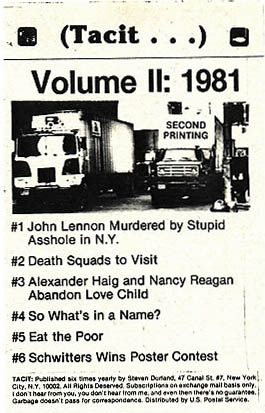 (Tacit . . .)
Volume II: 1981
SECOND
PRINTING
#1 John Lennon Murdered by Stupid
Asshole in N.Y.
#2 Death Squads to Visit
#3 Alexander Haig and Nancy Reagan
Abandon Love Child
#4 So What's in a Name?
#5 Eat the Poor
#6 Schwitters Wins Poster Contest
TACIT: Published six times yearly by Steven Durland, 47 Canal St. #7, New York
City, N.Y. 10002. All Rights Deserved. Subscriptions on exchange mail basis only.
I don't hear from you, you don't hear from me, and even then there's no guarantee.
Garbage doesn't pass for correspondence. Distributed by U.S. Postal Service.